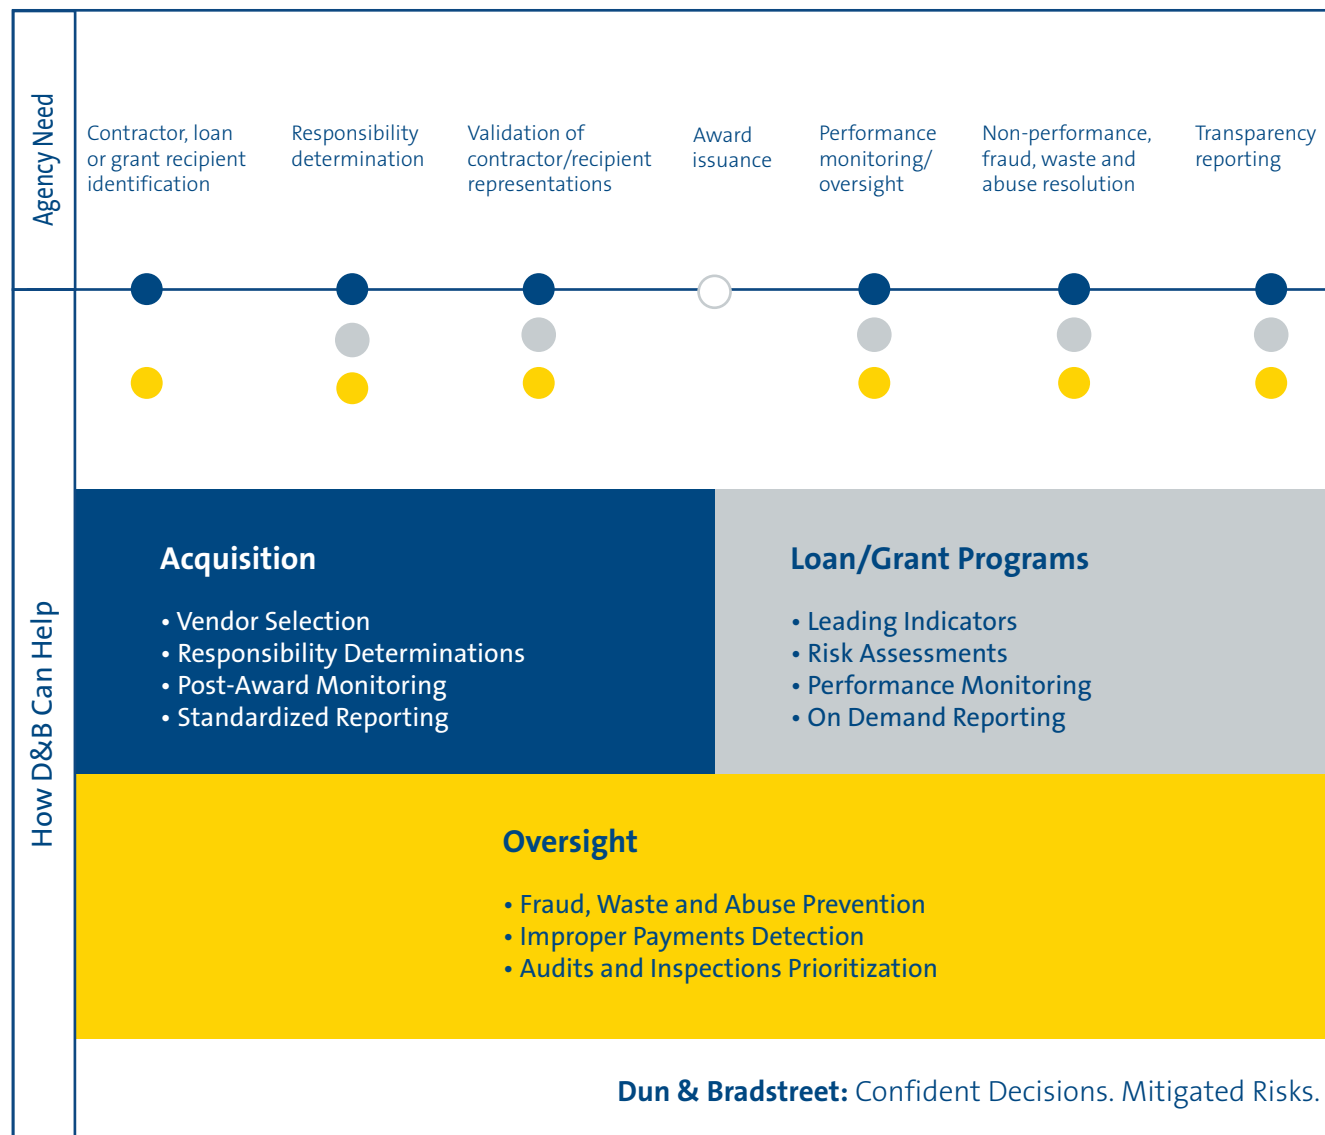 Agency Need
Contractor, loan
or grant recipient
identification
Responsibility
determination
Validation of
contractor/recipient
representations
Award
issuance
Performance
monitoring/
oversight
Non-performance,
fraud, waste and
abuse resolution
Transparency
reporting
How D&B Can Help
Acquisition
• Vendor Selection
• Responsibility Determinations
• Post-Award Monitoring
• Standardized Reporting
Loan/Grant Programs
• Leading Indicators
• Risk Assessments
• Performance Monitoring
• On Demand Reporting
Oversight
• Fraud, Waste and Abuse Prevention
• Improper Payments Detection
• Audits and Inspections Prioritization
Dun & Bradstreet: Confident Decisions. Mitigated Risks.